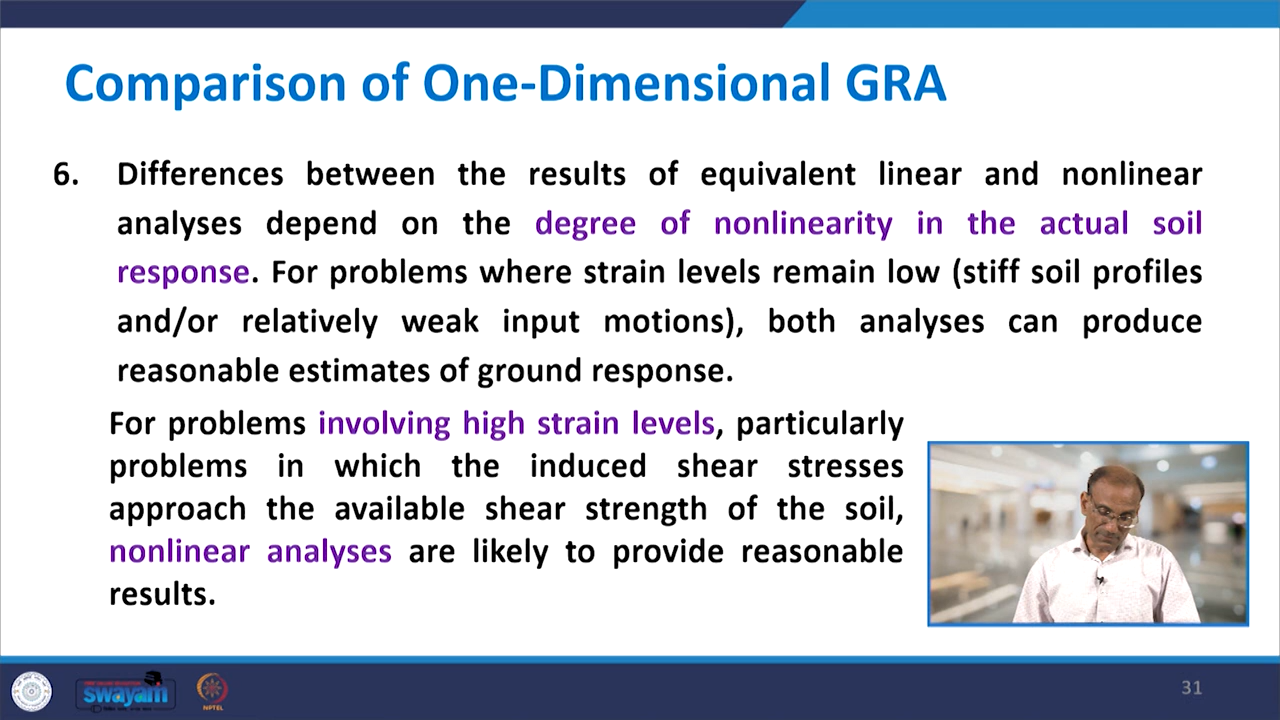 Comparison of One-Dimensional GRA
6. Differences between the results of equivalent linear and nonlinear
analyses depend on the degree of nonlinearity in the actual soil
response. For problems where strain levels remain low (stiff soil profiles
and/or relatively weak input motions), both analyses can produce
reasonable estimates of ground response.
For problems involving high strain levels, particularly
problems in which the induced shear stresses
approach the available shear strength of the soil,
nonlinear analyses are likely to provide reasonable
results.
swayam
NPTEL
31